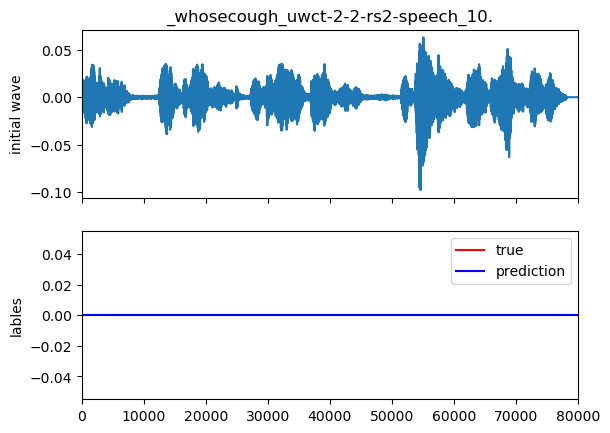 _whosecough_uwct-2-2-rs2-speech_10.
initial wave
0.05
0.00
−0.05
−0.10
lables
0.04
0.02
0.00
−0.02
−0.04
true
prediction
0 10000 20000 30000 40000 50000 60000 70000 80000